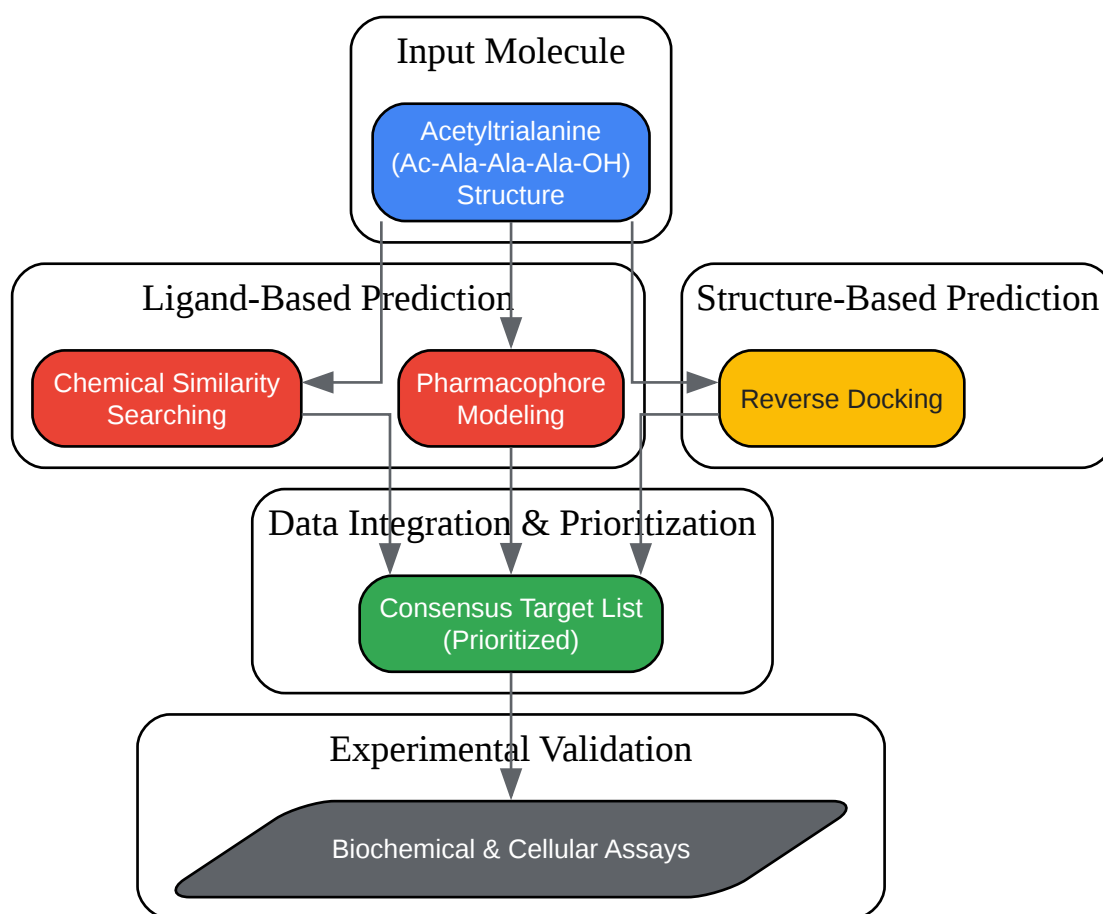 Input Molecule
Acetyltrialanine
(Ac-Ala-Ala-Ala-OH)
Structure
Ligand-Based Prediction
Structure-Based Prediction
Chemical Similarity
Searching
Pharmacophore
Modeling
Reverse Docking
Data Integration & Prioritization
Consensus Target List
(Prioritized)
Experimental Validation
Biochemical & Cellular Assays